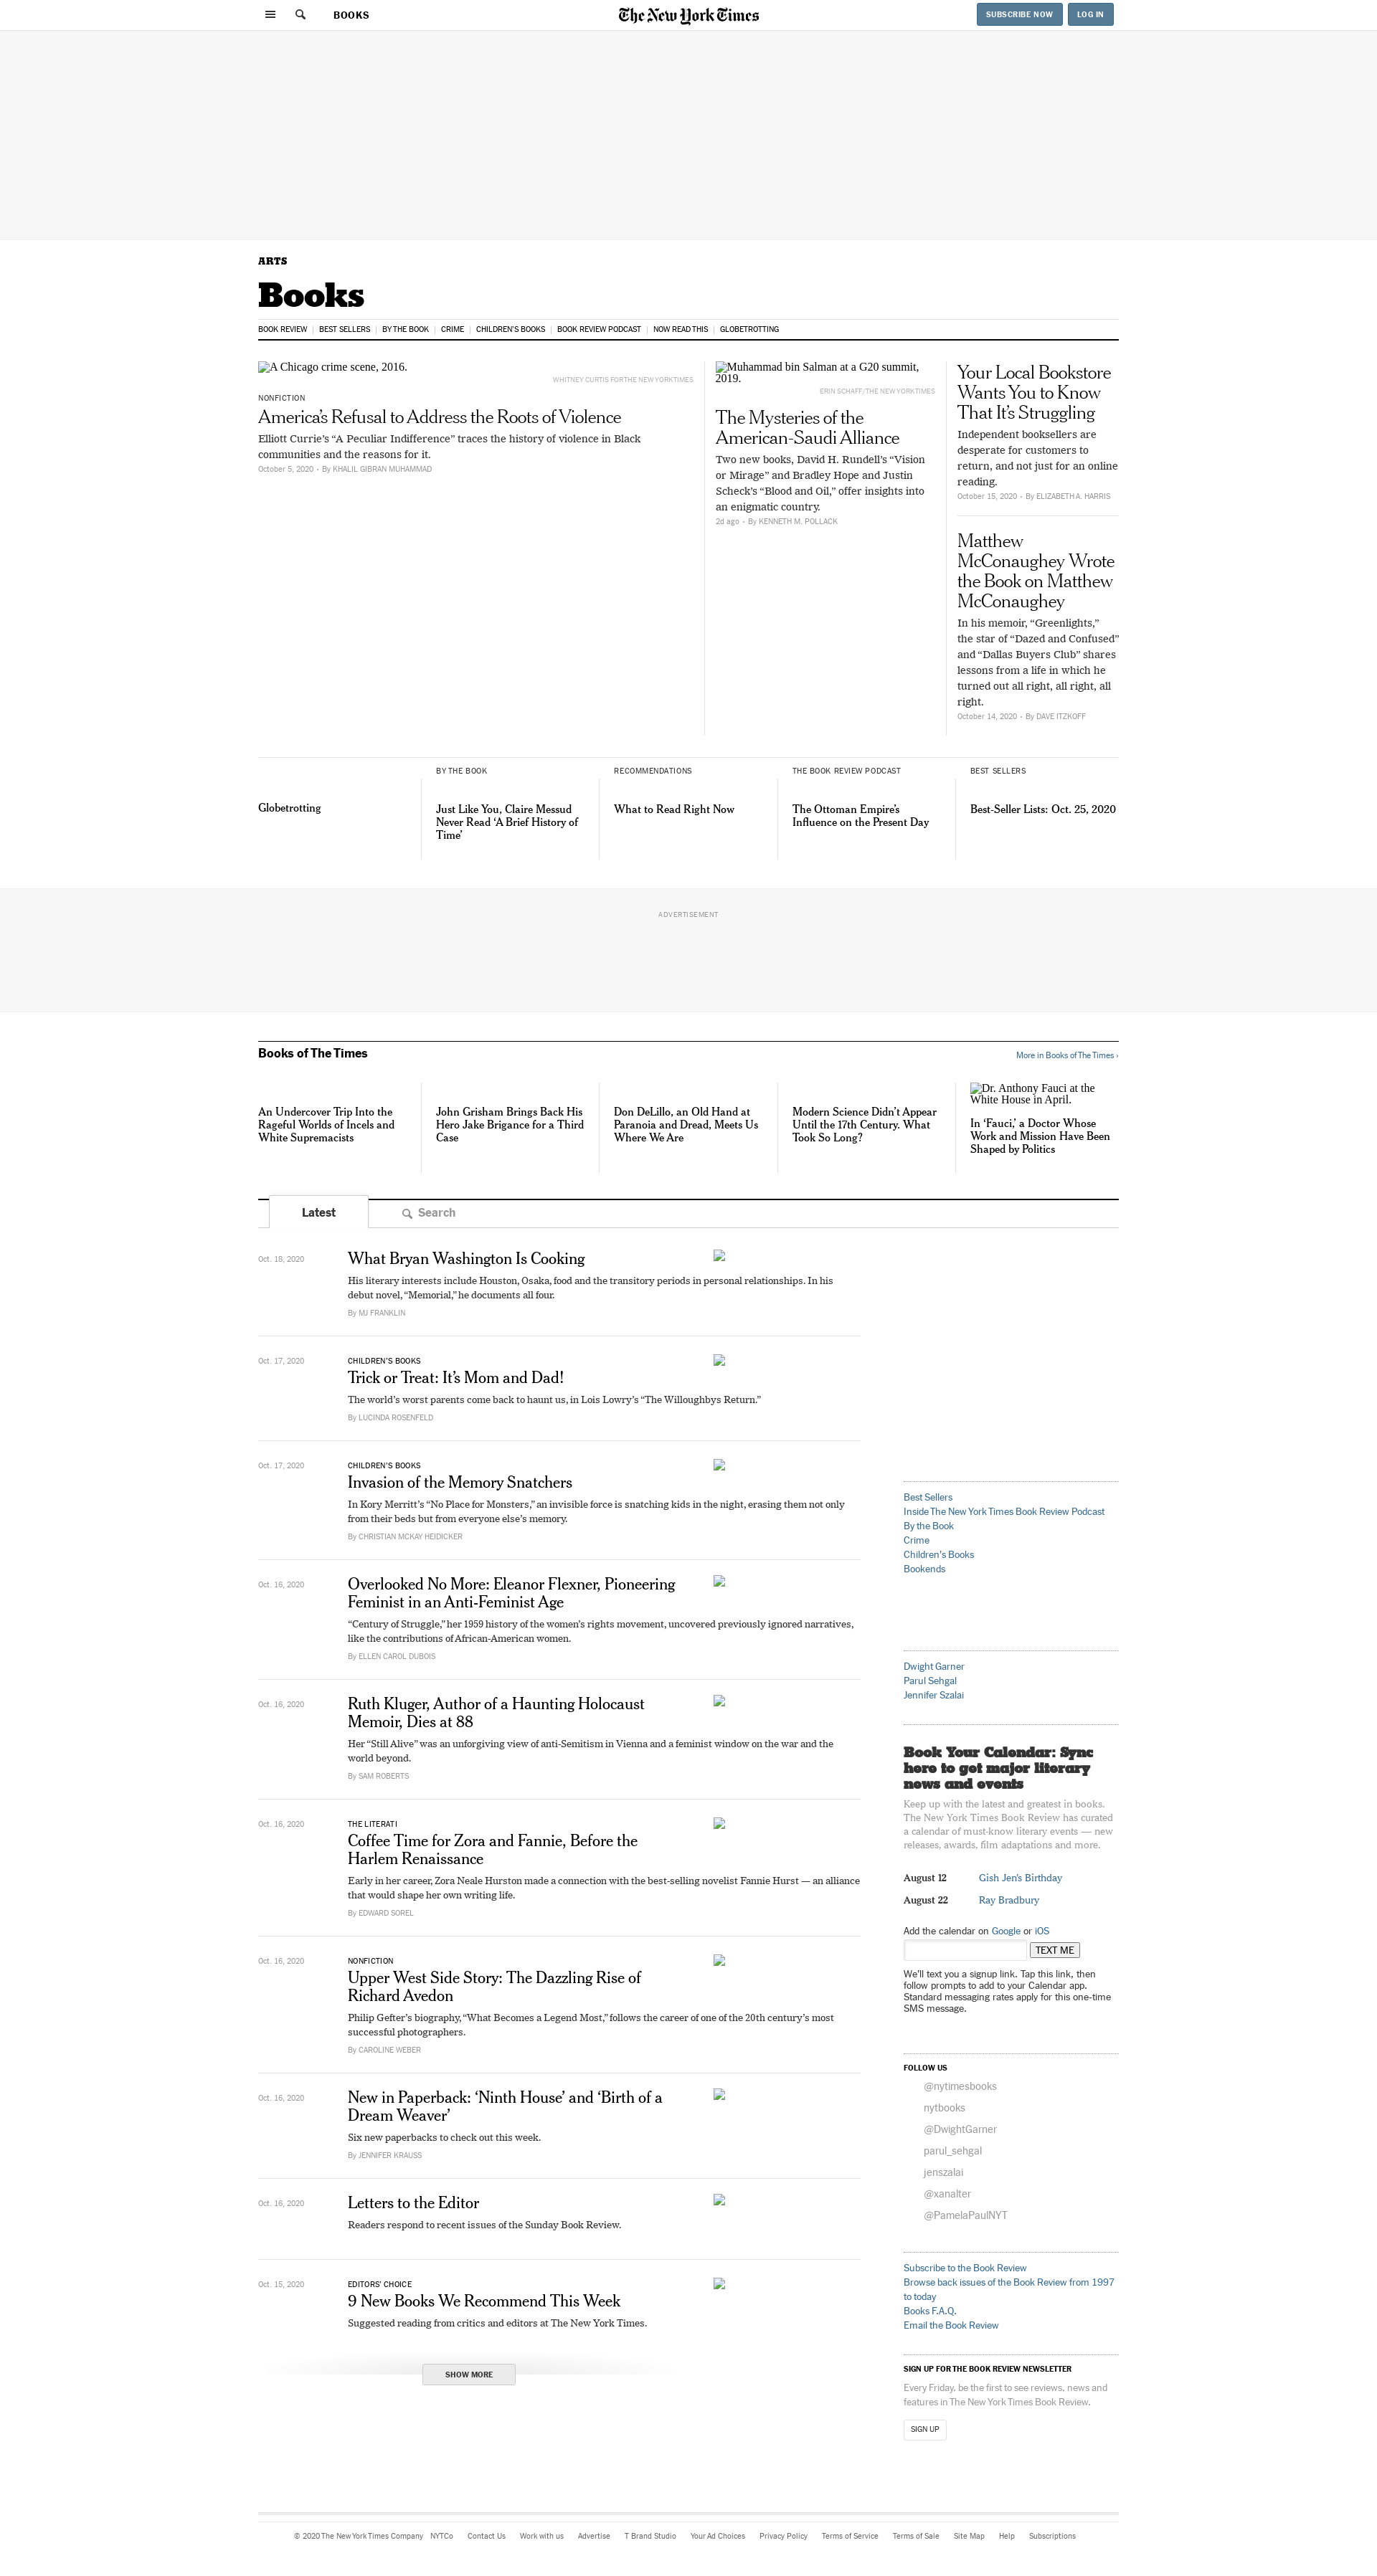 BOOKS
The New York Times
SUBSCRIBE NOW
LOG IN
ARTS
Books
BOOK REVIEW | BEST SELLERS | BY THE BOOK | CRIME | CHILDREN'S BOOKS | BOOK REVIEW PODCAST | NOW READ THIS | GLOBETROTTING
A Chicago crime scene, 2016.
WHITNEY CURTIS FOR THE NEW YORK TIMES
NONFICTION
America's Refusal to Address the Roots of Violence
Elliott Currie's “A Peculiar Indifference” traces the history of violence in Black
communities and the reasons for it.
October 5, 2020 • By KHALIL GIBRAN MUHAMMAD
Muhammad bin Salman at a G20 summit,
2019.
ERIN SCHAFF/THE NEW YORK TIMES
The Mysteries of the
American-Saudi Alliance
Two new books, David H. Rundell's “Vision
or Mirage” and Bradley Hope and Justin
Scheck's “Blood and Oil,” offer insights into
an enigmatic country.
2d ago • By KENNETH M. POLLACK
Your Local Bookstore
Wants You to Know
That It's Struggling
Independent booksellers are
desperate for customers to
return, and not just for an online
reading.
October 15, 2020 • By ELIZABETH A. HARRIS
Matthew
McConaughey Wrote
the Book on Matthew
McConaughey
In his memoir, “Greenlights,”
the star of “Dazed and Confused”
and “Dallas Buyers Club” shares
lessons from a life in which he
turned out all right, all right, all
right.
October 14, 2020 • By DAVE ITZKOFF
Globetrotting
BY THE BOOK
Just Like You, Claire Messud
Never Read ‘A Brief History of
Time’
RECOMMENDATIONS
What to Read Right Now
THE BOOK REVIEW PODCAST
The Ottoman Empire's
Influence on the Present Day
BEST SELLERS
Best-Seller Lists: Oct. 25, 2020
ADVERTISEMENT
Books of The Times
More in Books of The Times ›
An Undercover Trip Into the
Rageful Worlds of Incels and
White Supremacists
John Grisham Brings Back His
Hero Jake Brigance for a Third
Case
Don DeLillo, an Old Hand at
Paranoia and Dread, Meets Us
Where We Are
Modern Science Didn't Appear
Until the 17th Century. What
Took So Long?
Dr. Anthony Fauci at the
White House in April.
In ‘Fauci,’ a Doctor Whose
Work and Mission Have Been
Shaped by Politics
Latest
Search
Oct. 18, 2020
What Bryan Washington Is Cooking
His literary interests include Houston, Osaka, food and the transitory periods in personal relationships. In his
debut novel, “Memorial,” he documents all four.
By MJ FRANKLIN
Oct. 17, 2020
CHILDREN'S BOOKS
Trick or Treat: It's Mom and Dad!
The world's worst parents come back to haunt us, in Lois Lowry's “The Willoughbys Return.”
By LUCINDA ROSENFELD
Oct. 17, 2020
CHILDREN'S BOOKS
Invasion of the Memory Snatchers
In Kory Merritt's “No Place for Monsters,” an invisible force is snatching kids in the night, erasing them not only
from their beds but from everyone else's memory.
By CHRISTIAN MCKAY HEIDICKER
Oct. 16, 2020
Overlooked No More: Eleanor Flexner, Pioneering
Feminist in an Anti-Feminist Age
“Century of Struggle,” her 1959 history of the women's rights movement, uncovered previously ignored narratives,
like the contributions of African-American women.
By ELLEN CAROL DUBOIS
Oct. 16, 2020
Ruth Kluger, Author of a Haunting Holocaust
Memoir, Dies at 88
Her “Still Alive” was an unforgiving view of anti-Semitism in Vienna and a feminist window on the war and the
world beyond.
By SAM ROBERTS
Oct. 16, 2020
THE LITERATI
Coffee Time for Zora and Fannie, Before the
Harlem Renaissance
Early in her career, Zora Neale Hurston made a connection with the best-selling novelist Fannie Hurst — an alliance
that would shape her own writing life.
By EDWARD SOREL
Oct. 16, 2020
NONFICTION
Upper West Side Story: The Dazzling Rise of
Richard Avedon
Philip Gefter's biography, “What Becomes a Legend Most,” follows the career of one of the 20th century's most
successful photographers.
By CAROLINE WEBER
Oct. 16, 2020
New in Paperback: ‘Ninth House’ and ‘Birth of a
Dream Weaver’
Six new paperbacks to check out this week.
By JENNIFER KRAUSS
Oct. 16, 2020
Letters to the Editor
Readers respond to recent issues of the Sunday Book Review.
Oct. 15, 2020
EDITORS' CHOICE
9 New Books We Recommend This Week
Suggested reading from critics and editors at The New York Times.
SHOW MORE
Best Sellers
Inside The New York Times Book Review Podcast
By the Book
Crime
Children's Books
Bookends
Dwight Garner
Parul Sehgal
Jennifer Szalai
Book Your Calendar: Sync
here to get major literary
news and events
Keep up with the latest and greatest in books.
The New York Times Book Review has curated
a calendar of must-know literary events — new
releases, awards, film adaptations and more.
August 12 Gish Jen's Birthday
August 22 Ray Bradbury
Add the calendar on Google or iOS
TEXT ME
We'll text you a signup link. Tap this link, then
follow prompts to add to your Calendar app.
Standard messaging rates apply for this one-time
SMS message.
FOLLOW US
@nytimesbooks
nytbooks
@DwightGarner
parul_sehgal
jenszalai
@xanalter
@PamelaPaulNYT
Subscribe to the Book Review
Browse back issues of the Book Review from 1997
to today
Books F.A.Q.
Email the Book Review
SIGN UP FOR THE BOOK REVIEW NEWSLETTER
Every Friday, be the first to see reviews, news and
features in The New York Times Book Review.
SIGN UP
© 2020 The New York Times Company NYTCo Contact Us Work with us Advertise T Brand Studio Your Ad Choices Privacy Policy Terms of Service Terms of Sale Site Map Help Subscriptions